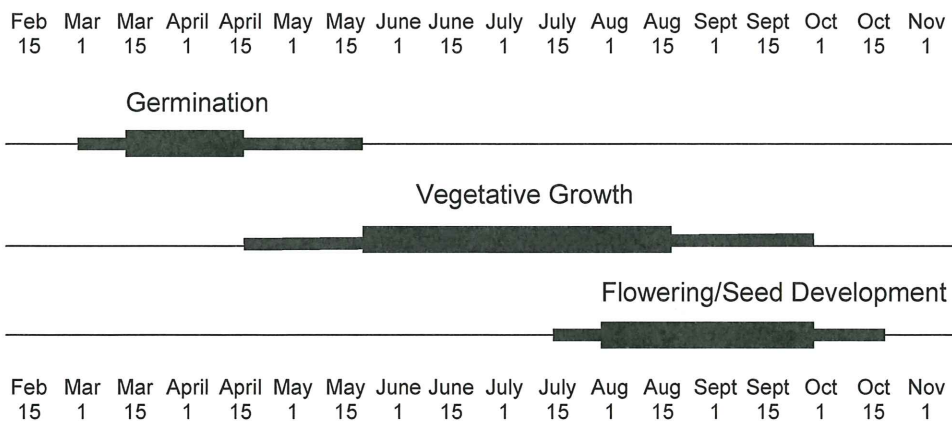 Feb Mar Mar April April May May June June July July Aug Aug Sept Sept Oct Oct Nov
15 1 15 1 15 1 15 1 15 1 15 1 15 1 15 1 15 1
Germination
Vegetative Growth
Flowering/Seed Development
Feb Mar Mar April April May May June June July July Aug Aug Sept Sept Oct Oct Nov
15 1 15 1 15 1 15 1 15 1 15 1 15 1 15 1 15 1